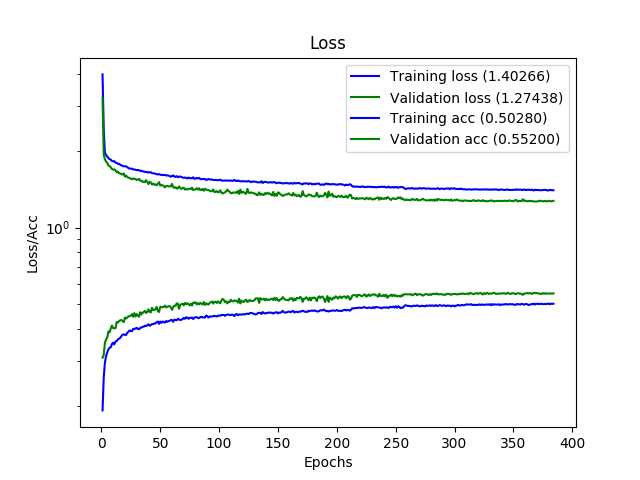 Loss
Training loss (1.40266)
Validation loss (1.27438)
Training acc (0.50280)
Validation acc (0.55200)
Loss/Acc
10⁰
0 50 100 150 200 250 300 350 400
Epochs